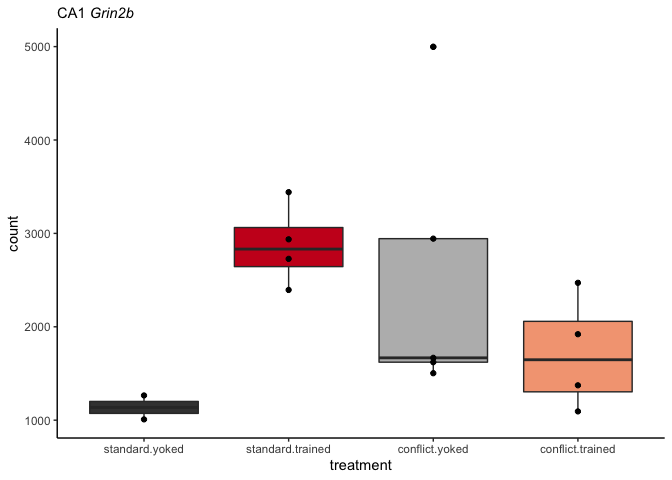 CA1 Grin2b
5000
4000
3000
2000
1000
count
standard.yoked standard.trained conflict.yoked conflict.trained
treatment